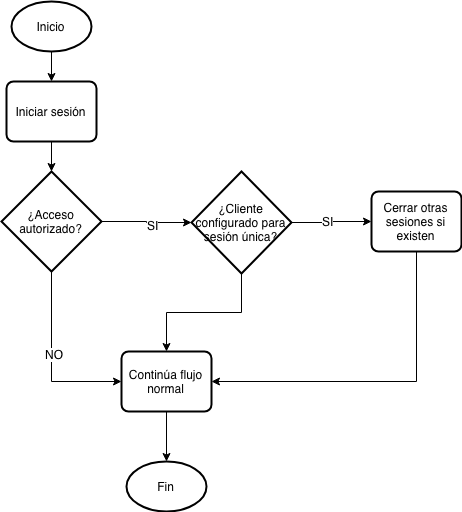 Inicio
Iniciar sesión
¿Acceso
autorizado?
SI
¿Cliente
configurado para
sesión única?
SI
Cerrar otras
sesiones si
existen
NO
Continúa flujo
normal
Fin